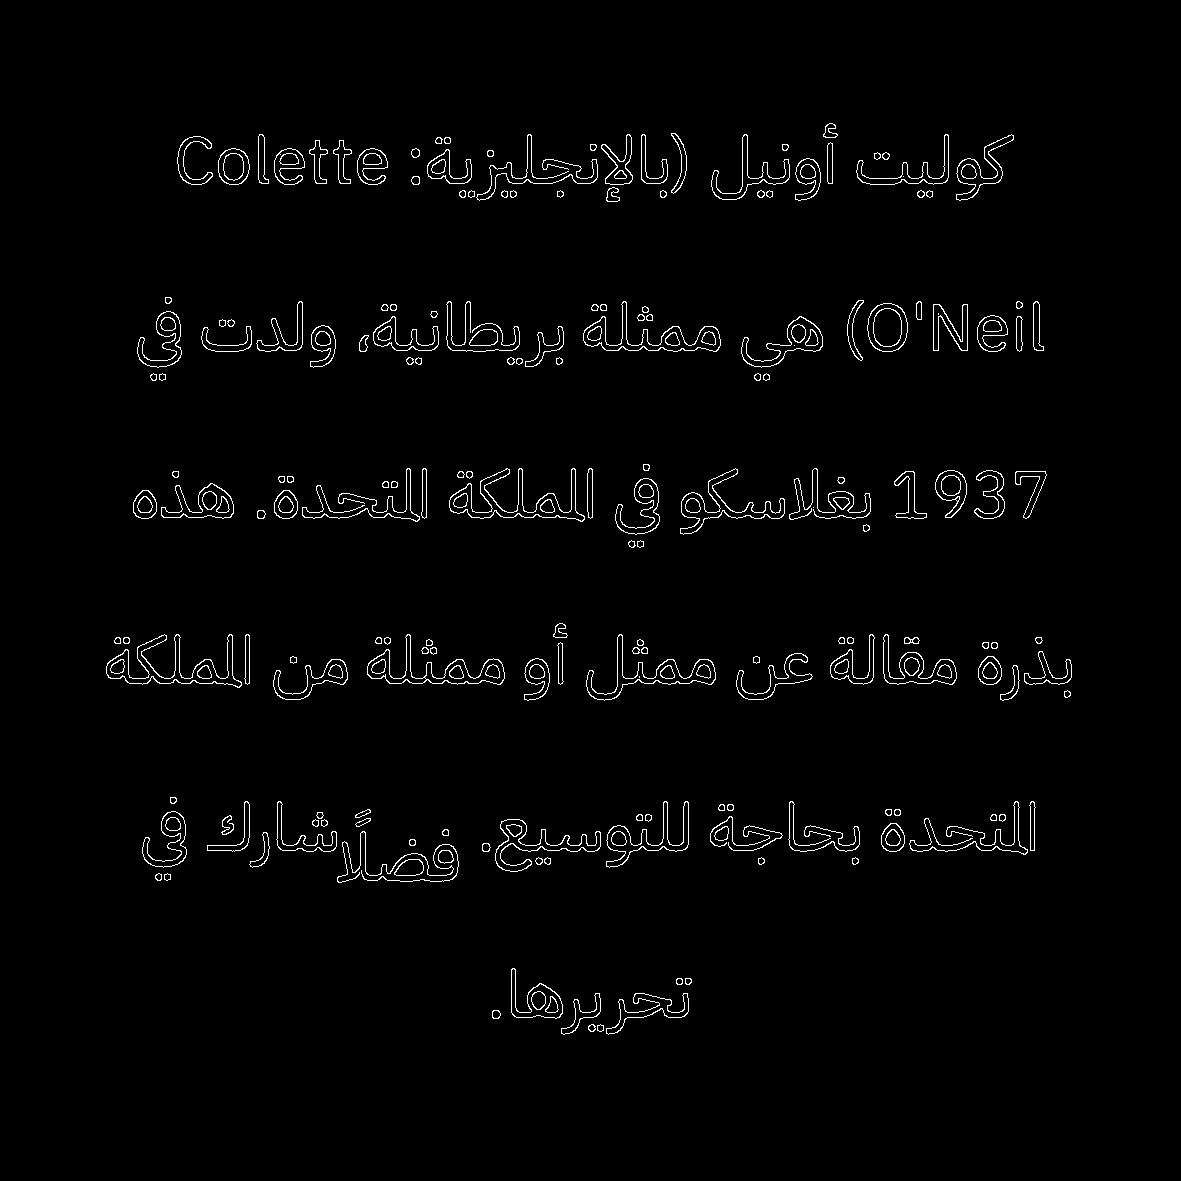 كوليت أونيل (بالإنجليزية: Colette
O'Neil) هي ممثلة بريطانية، ولدت في
1937 بغلاسكو في المملكة المتحدة. هذه
بذرة مقالة عن ممثل أو ممثلة من المملكة
المتحدة بحاجة للتوسيع. فضلًا شارك في
تحريرها.